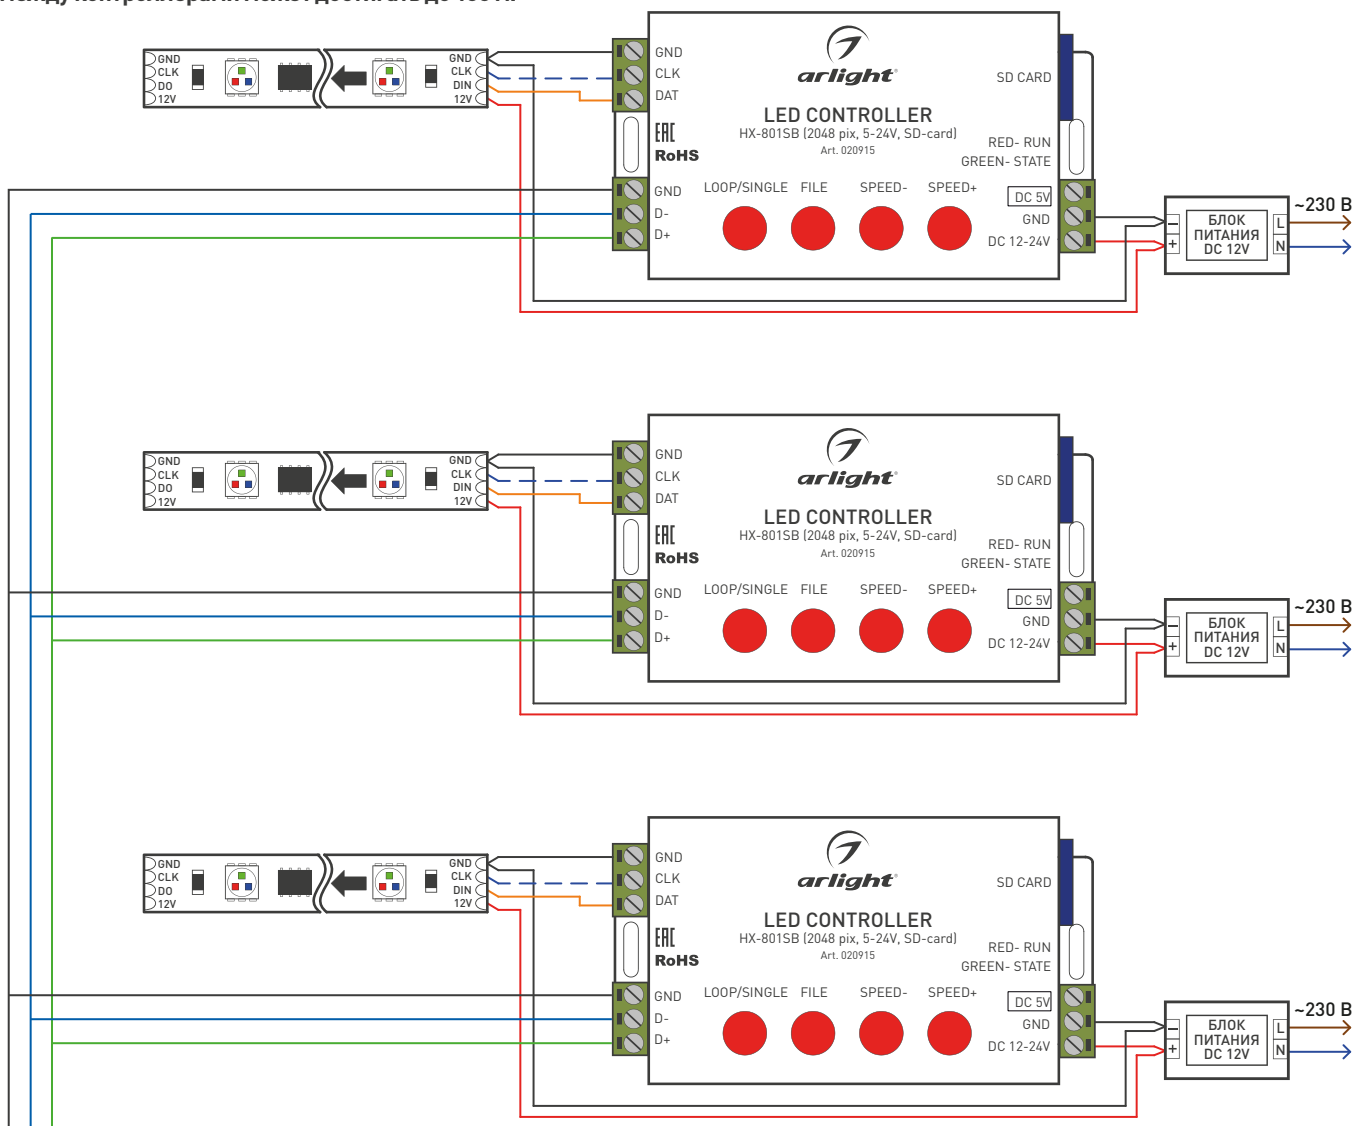 GND
CLK
DO
12V
GND
CLK
DIN
12V
GND
CLK
DAT
arlight
SD CARD
LED CONTROLLER
HX-801SB (2048 pix, 5-24V, SD-card)
Art. 020915
EAC
RoHS
RED- RUN
GREEN- STATE
GND
D-
D+
LOOP/SINGLE FILE SPEED- SPEED+
DC 5V
GND
DC 12-24V
–
+
БЛОК
ПИТАНИЯ
DC 12V
L
N
~230 В
GND
CLK
DO
12V
GND
CLK
DIN
12V
GND
CLK
DAT
arlight
SD CARD
LED CONTROLLER
HX-801SB (2048 pix, 5-24V, SD-card)
Art. 020915
EAC
RoHS
RED- RUN
GREEN- STATE
GND
D-
D+
LOOP/SINGLE FILE SPEED- SPEED+
DC 5V
GND
DC 12-24V
–
+
БЛОК
ПИТАНИЯ
DC 12V
L
N
~230 В
GND
CLK
DO
12V
GND
CLK
DIN
12V
GND
CLK
DAT
arlight
SD CARD
LED CONTROLLER
HX-801SB (2048 pix, 5-24V, SD-card)
Art. 020915
EAC
RoHS
RED- RUN
GREEN- STATE
GND
D-
D+
LOOP/SINGLE FILE SPEED- SPEED+
DC 5V
GND
DC 12-24V
–
+
БЛОК
ПИТАНИЯ
DC 12V
L
N
~230 В